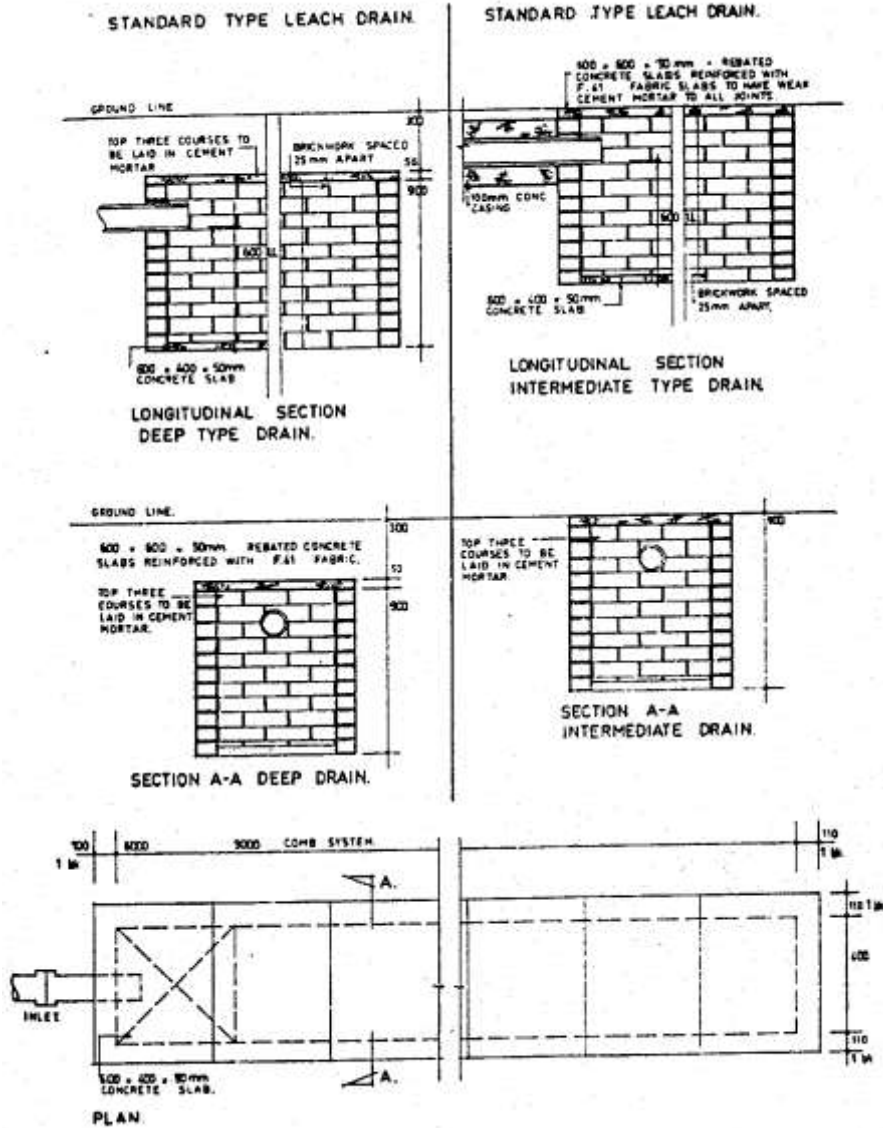 STANDARD TYPE LEACH DRAIN.
GROUND LINE
TOP THREE COURSES TO
BE LAID IN CEMENT
MORTAR
BRICKWORK SPACED
25mm APART
900
600
600 x 400 x 50mm
CONCRETE SLAB
LONGITUDINAL SECTION
DEEP TYPE DRAIN.
STANDARD TYPE LEACH DRAIN.
600 x 600 x 50mm - REBATED
CONCRETE SLABS REINFORCED WITH
F.41 FABRIC SLABS TO HAVE WEAK
CEMENT MORTAR TO ALL JOINTS
100mm CONC
CASING
600
600 x 400 x 50mm
CONCRETE SLAB
BRICKWORK SPACED
25mm APART.
LONGITUDINAL SECTION
INTERMEDIATE TYPE DRAIN.
GROUND LINE.
300
600 x 600 x 50mm REBATED CONCRETE
SLABS REINFORCED WITH F.41 FABRIC.
50
TOP THREE
COURSES TO BE
LAID IN CEMENT
MORTAR.
900
SECTION A-A DEEP DRAIN.
TOP THREE
COURSES TO BE
LAID IN CEMENT
MORTAR
900
SECTION A-A
INTERMEDIATE DRAIN.
9000 COMB SYSTEM.
110
A.
110
600
110
INLET
A.
600 x 400 x 50mm
CONCRETE SLAB.
PLAN.